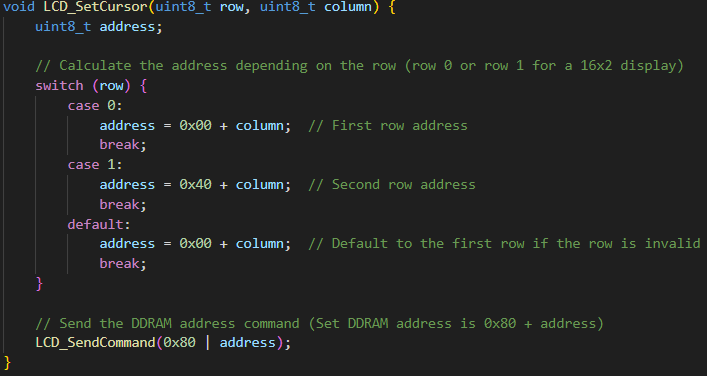 void LCD_SetCursor(uint8_t row, uint8_t column) {
    uint8_t address;

    // Calculate the address depending on the row (row 0 or row 1 for a 16x2 display)
    switch (row) {
        case 0:
            address = 0x00 + column;  // First row address
            break;
        case 1:
            address = 0x40 + column;  // Second row address
            break;
        default:
            address = 0x00 + column;  // Default to the first row if the row is invalid
            break;
    }

    // Send the DDRAM address command (Set DDRAM address is 0x80 + address)
    LCD_SendCommand(0x80 | address);
}